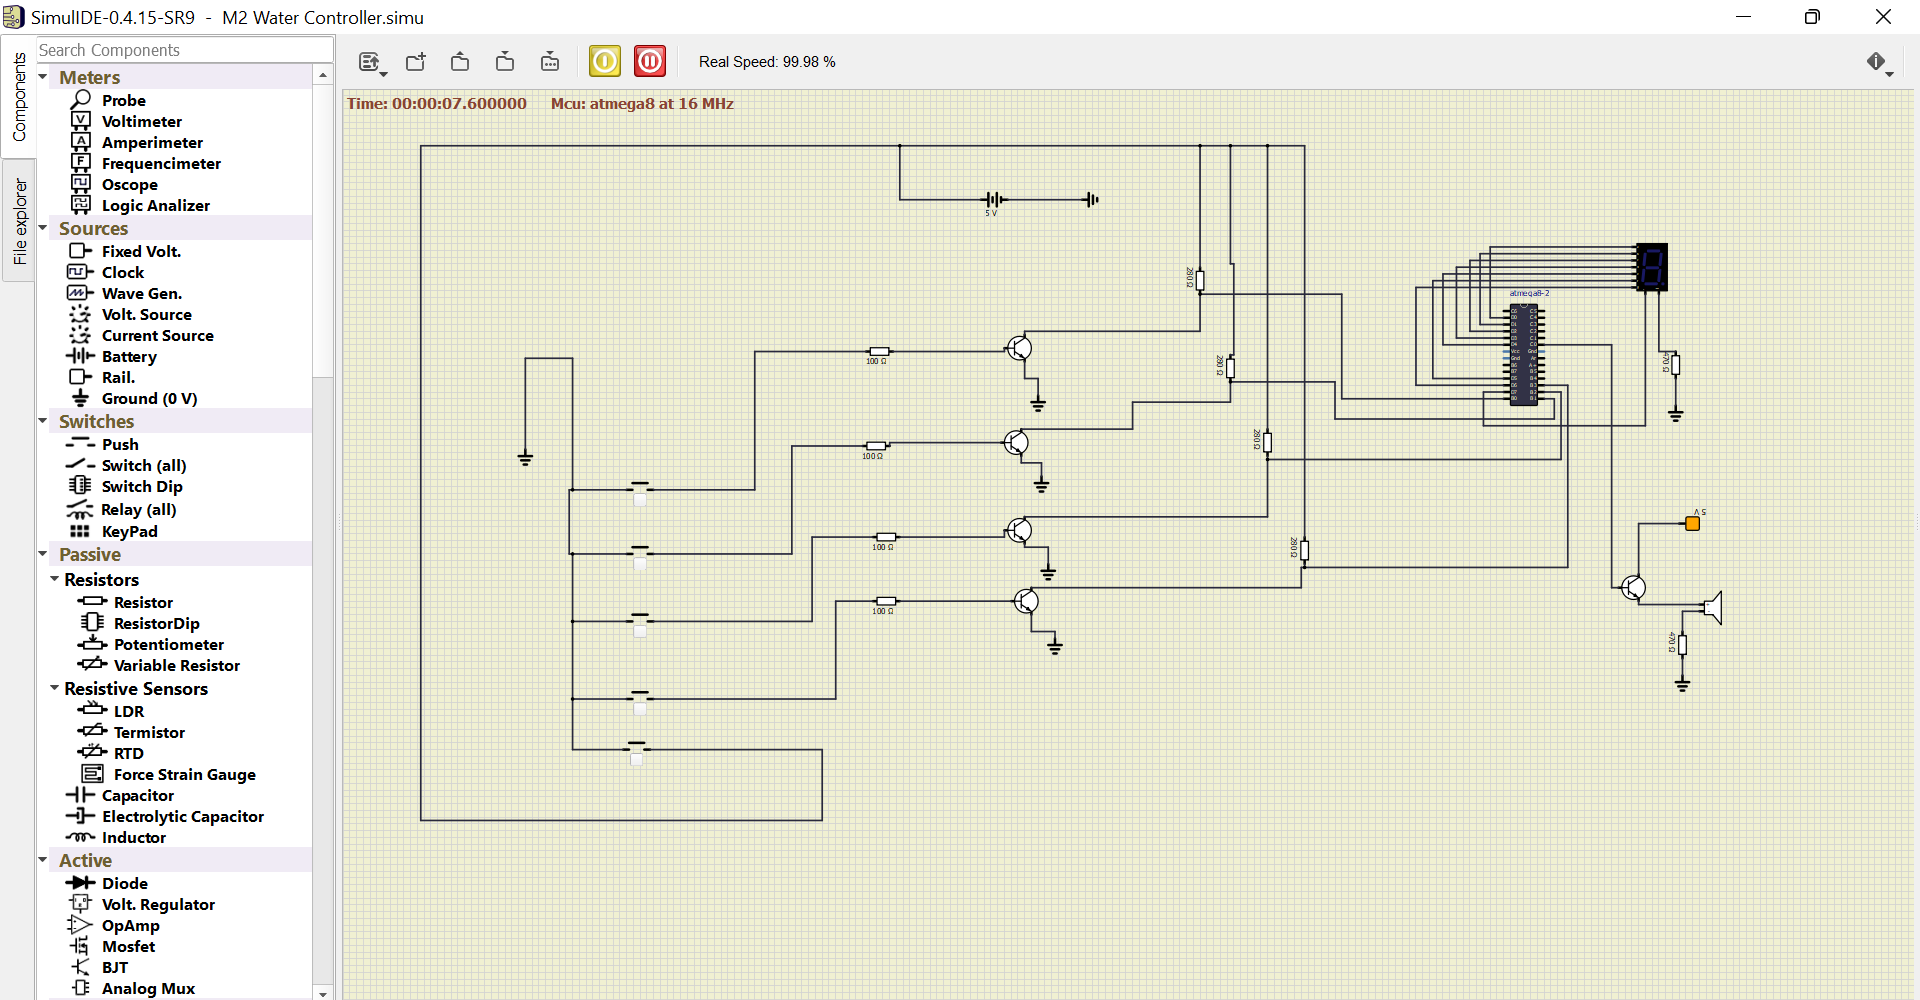 SimulIDE-0.4.15-SR9 - M2 Water Controller.simu
Components
File explorer
Search Components
Meters
Probe
Voltimeter
Amperimeter
Frequencimeter
Oscope
Logic Analizer
Sources
Fixed Volt.
Clock
Wave Gen.
Volt. Source
Current Source
Battery
Rail.
Ground (0 V)
Switches
Push
Switch (all)
Switch Dip
Relay (all)
KeyPad
Passive
Resistors
Resistor
ResistorDip
Potentiometer
Variable Resistor
Resistive Sensors
LDR
Termistor
RTD
Force Strain Gauge
Capacitor
Electrolytic Capacitor
Inductor
Active
Diode
Volt. Regulator
OpAmp
Mosfet
BJT
Analog Mux
Real Speed: 99.98 %
Time: 00:00:07.600000 Mcu: atmega8 at 16 MHz
5 V
280 Ω
atmega8-2
100 Ω
280 Ω
470 Ω
100 Ω
280 Ω
5 V
100 Ω
280 Ω
100 Ω
470 Ω